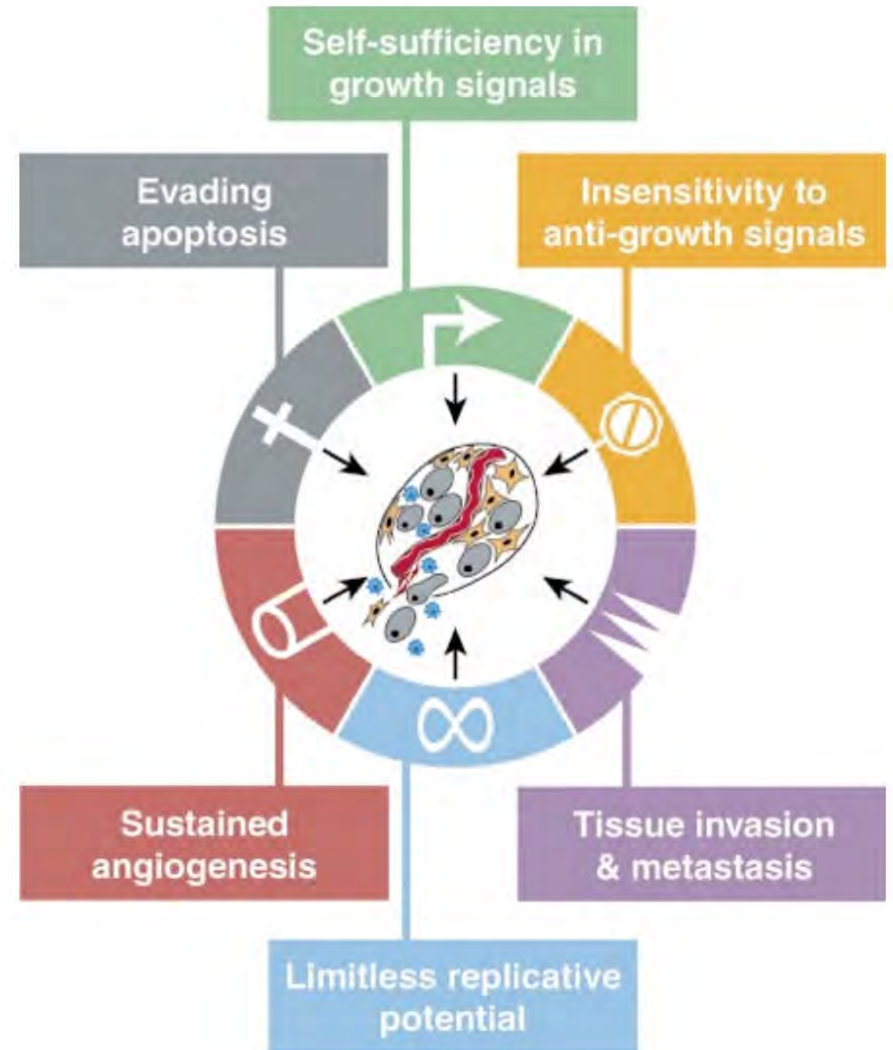 Self-sufficiency in
growth signals
Evading
apoptosis
Insensitivity to
anti-growth signals
Sustained
angiogenesis
Tissue invasion
& metastasis
Limitless replicative
potential